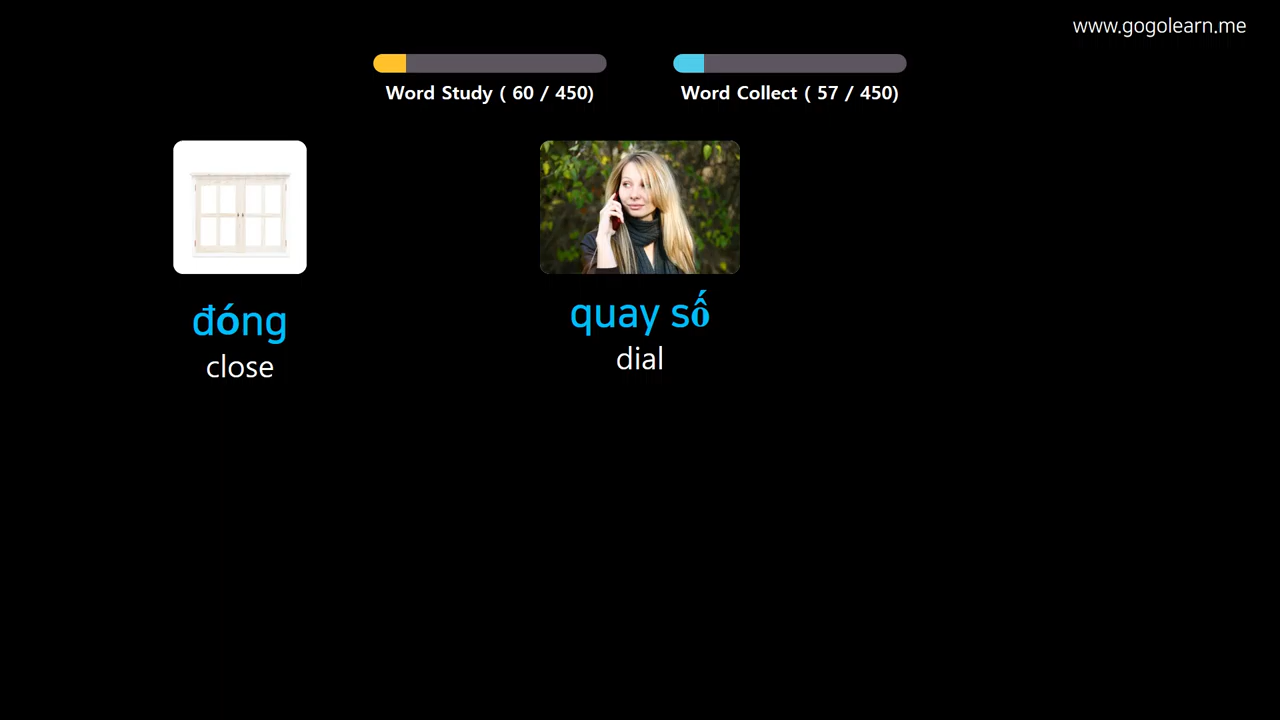 www.gogolearn.me
Word Study ( 60 / 450)
Word Collect ( 57 / 450)
đóng
close
quay số
dial